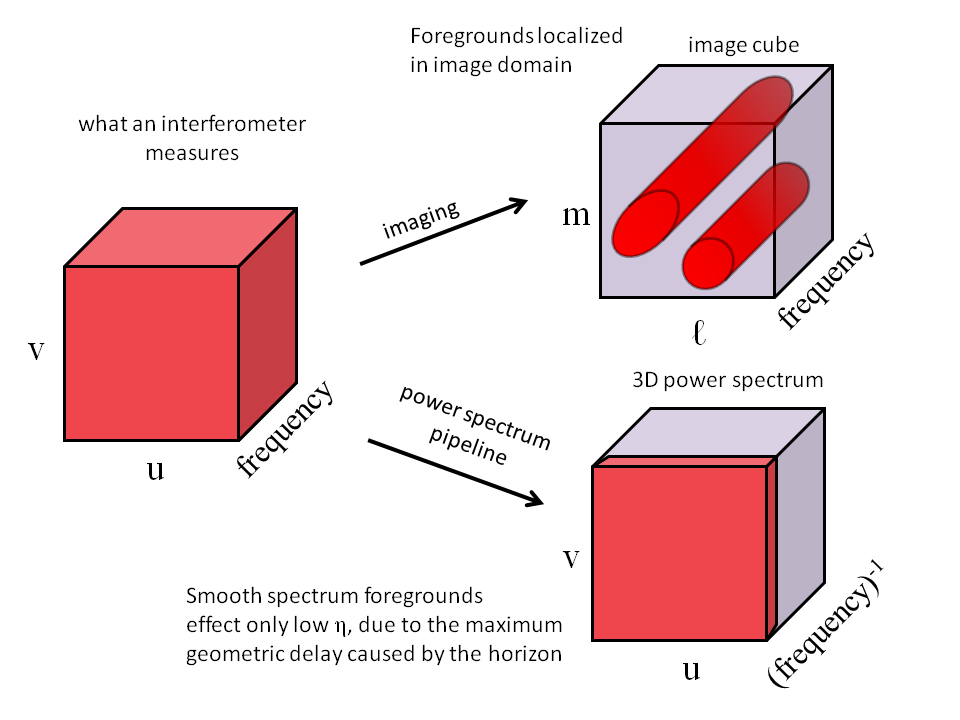 Foregrounds localized
in image domain
image cube
what an interferometer
measures
imaging
m
ℓ
frequency
v
u
frequency
power spectrum
pipeline
3D power spectrum
v
u
(frequency)⁻¹
Smooth spectrum foregrounds
effect only low η, due to the maximum
geometric delay caused by the horizon